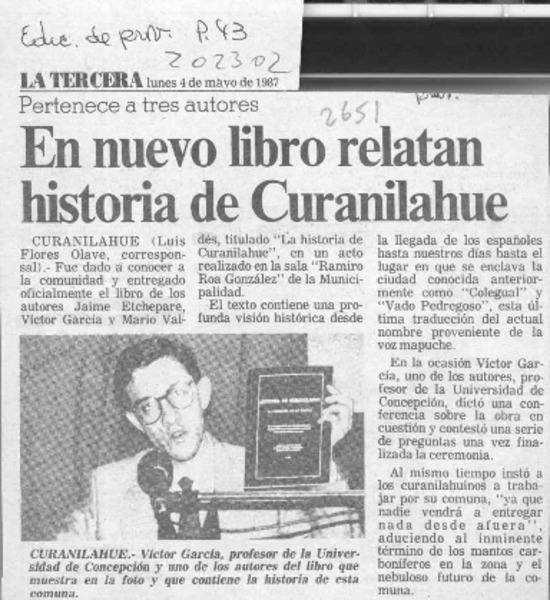 Educ. de prov. P. 43
202302
LA TERCERA lunes 4 de mayo de 1987
Pertenece a tres autores
2651
En nuevo libro relatan
historia de Curanilahue
CURANILAHUE (Luis
Flores Olave, correspon-
sal).- Fue dado a conocer a
la comunidad y entregado
oficialmente el libro de los
autores Jaime Etchepare,
Víctor García y Mario Val-
dés, titulado "La historia de
Curanilahue", en un acto
realizado en la sala "Ramiro
Roa González" de la Munici-
palidad.
El texto contiene una pro-
funda visión histórica desde
la llegada de los españoles
hasta nuestros días hasta el
lugar en que se enclava la
ciudad conocida anterior-
mente como "Colegual" y
"Vado Pedregoso", esta úl-
tima traducción del actual
nombre proveniente de la
voz mapuche.
En la ocasión Víctor Gar-
cía, uno de los autores, pro-
fesor de la Universidad de
Concepción, dictó una con-
ferencia sobre la obra en
cuestión y contestó una serie
de preguntas una vez fina-
lizada la ceremonia.
Al mismo tiempo instó a
los curanilahuinos a traba-
jar por su comuna, "ya que
nadie vendrá a entregar
nada desde afuera",
aduciendo al inminente
término de los mantos car-
boníferos en la zona y el
nebuloso futuro de la co-
muna.
CURANILAHUE.- Víctor García, profesor de la Univer-
sidad de Concepción y uno de los autores del libro que
muestra en la foto y que contiene la historia de esta
comuna.